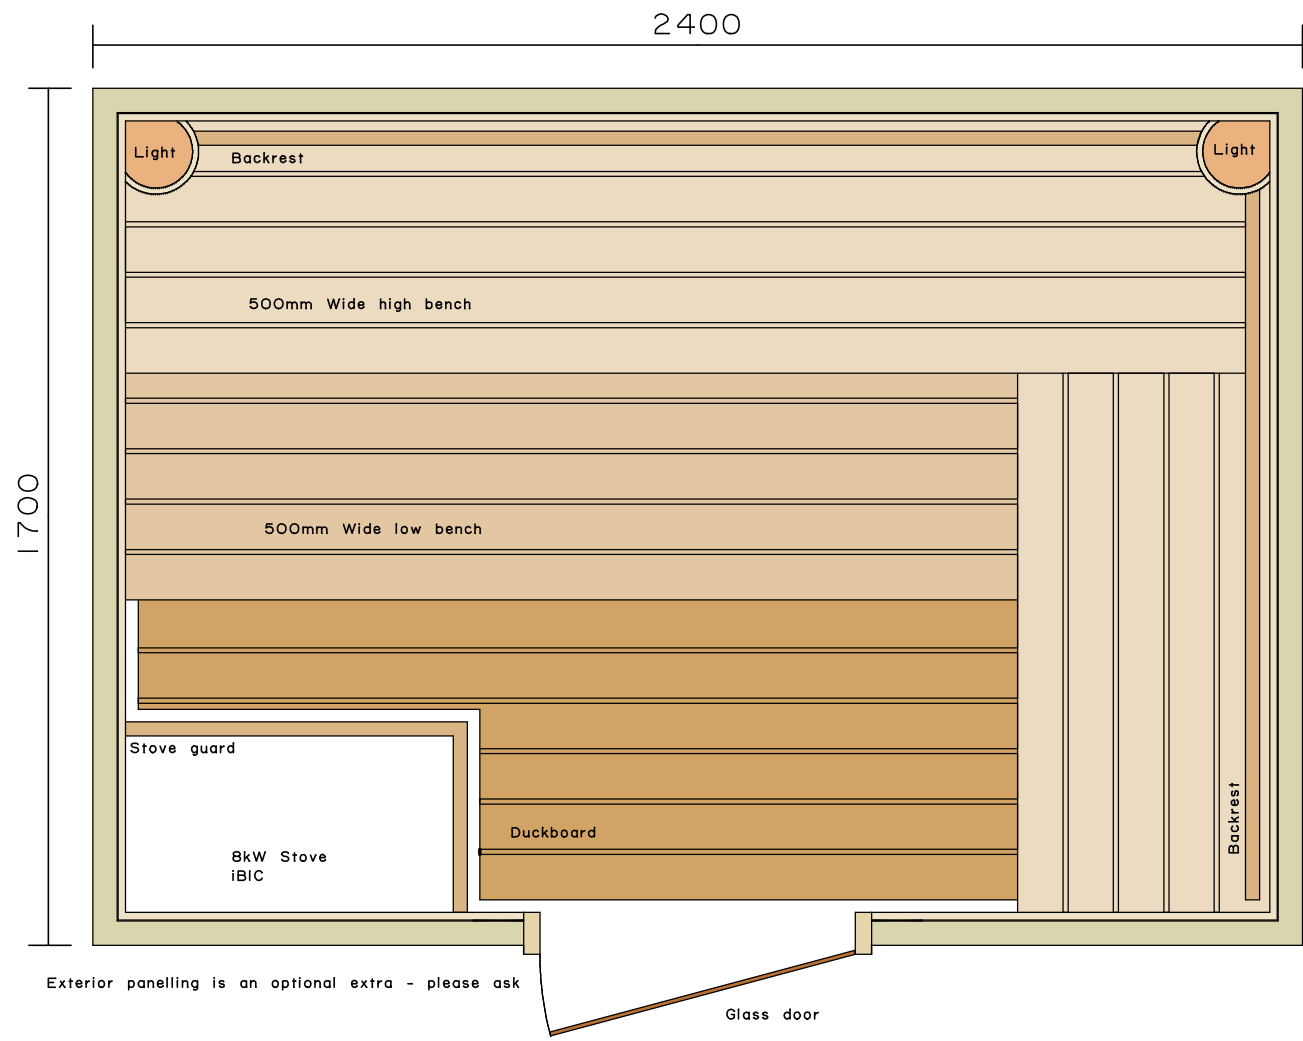 2400
Light
Backrest
Light
500mm Wide high bench
1700
500mm Wide low bench
Stove guard
Backrest
Duckboard
8kW Stove
iBIC
Exterior panelling is an optional extra - please ask
Glass door